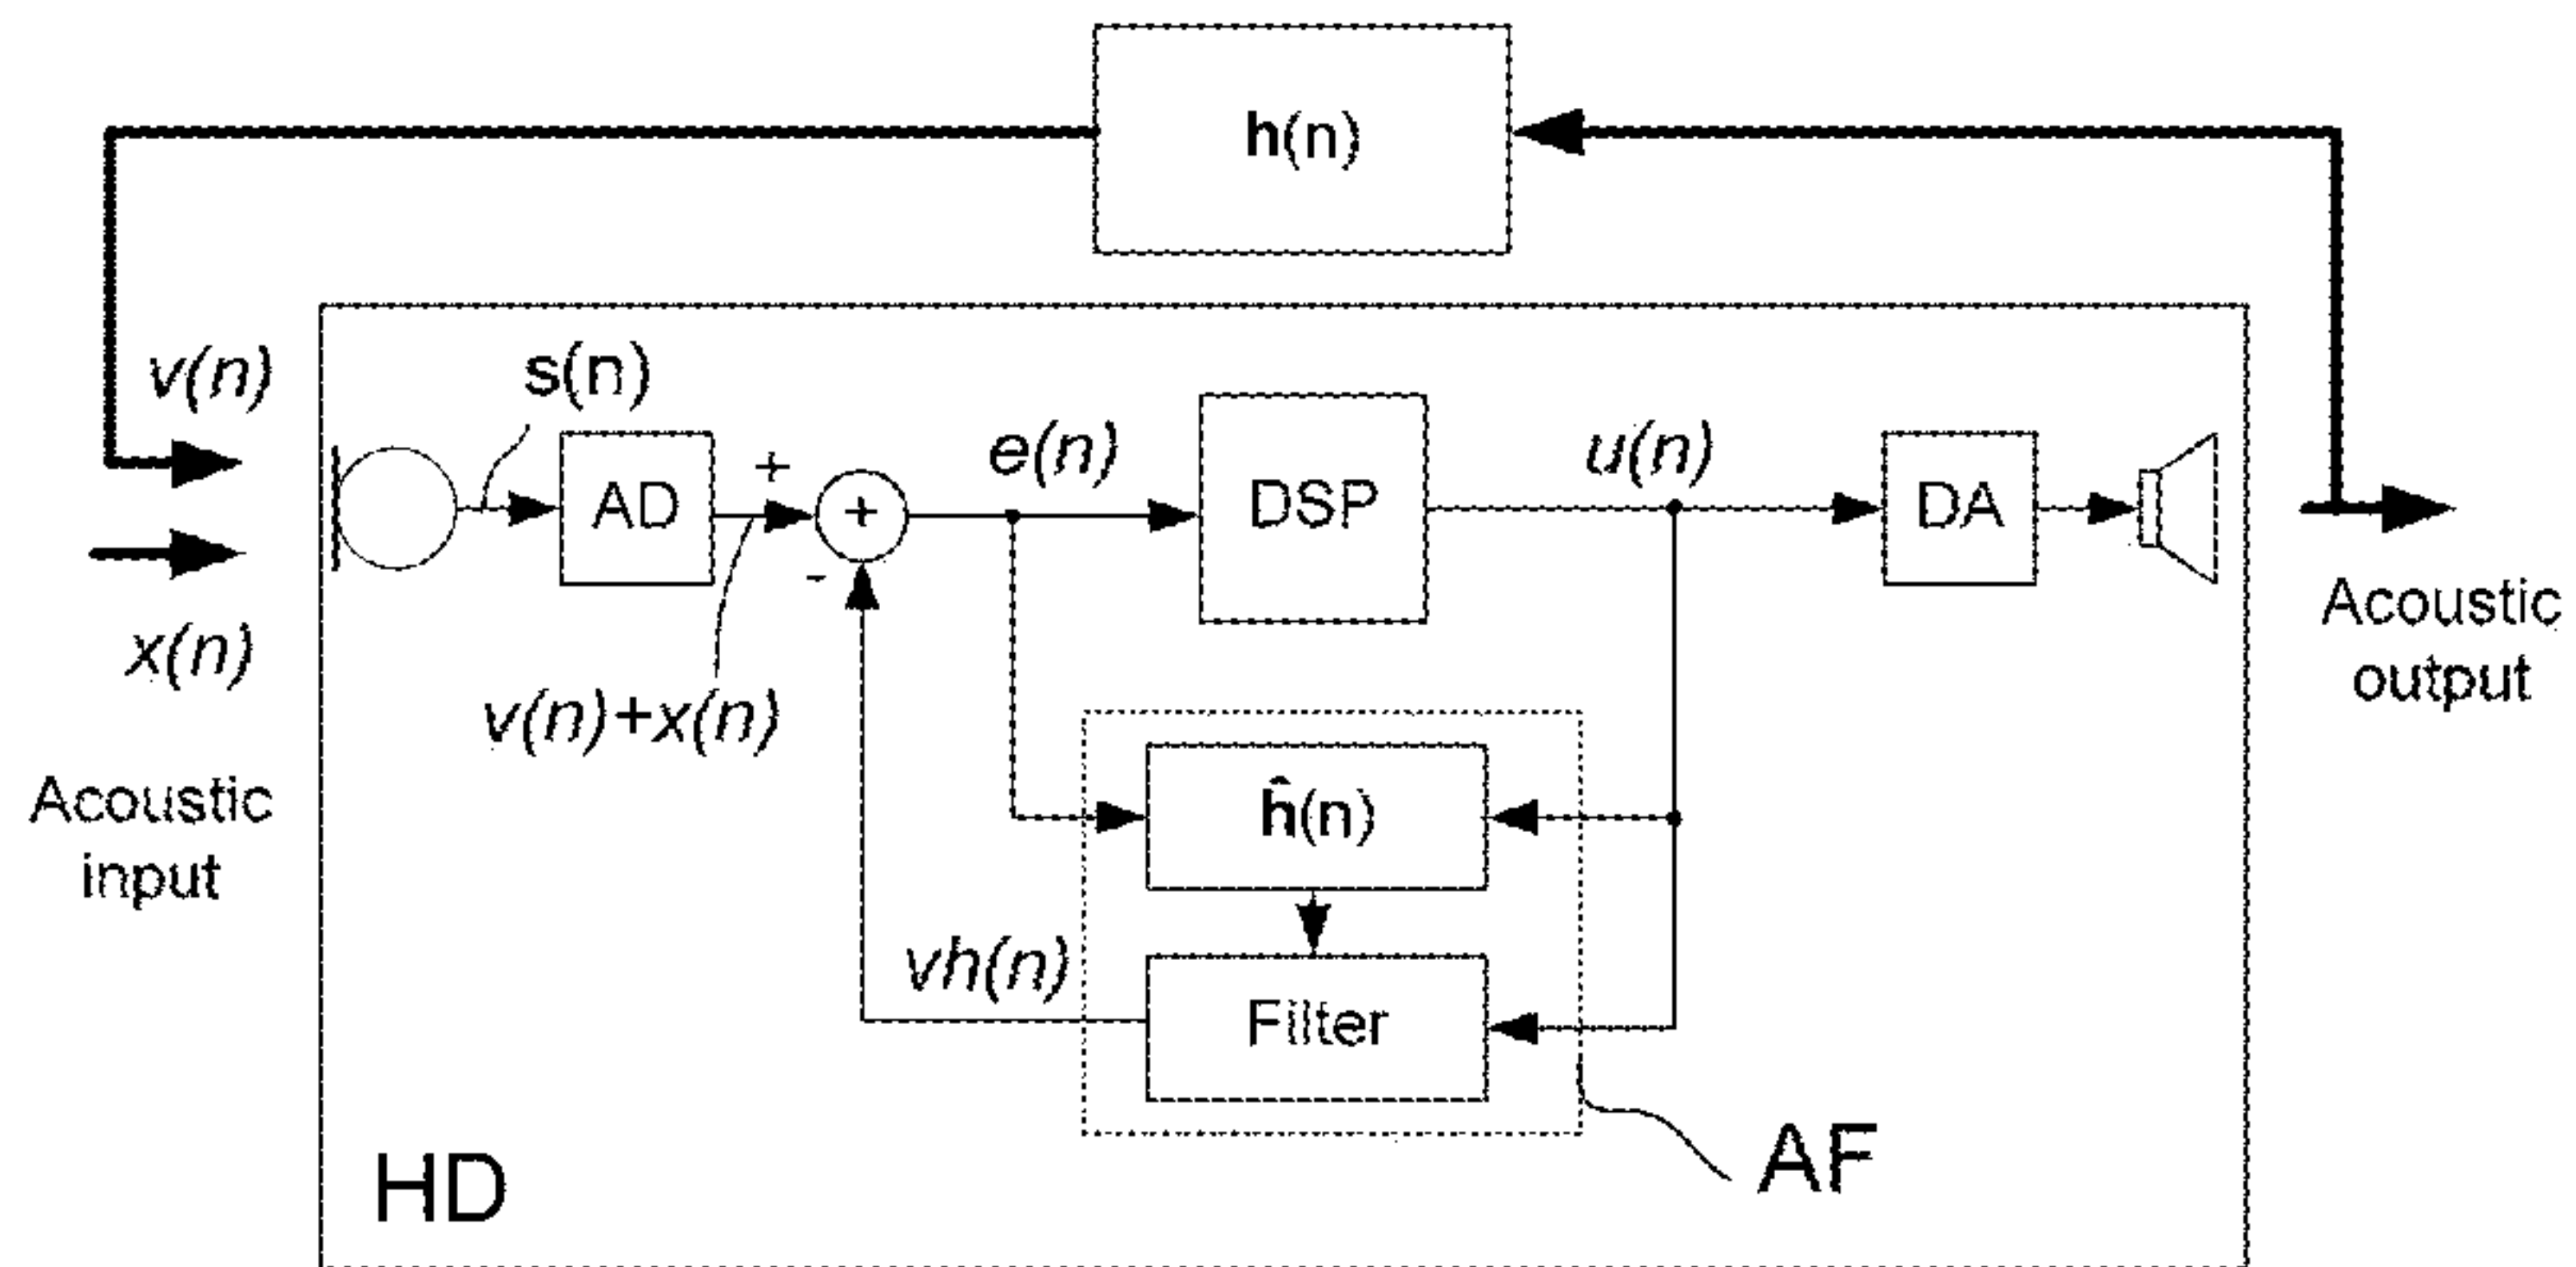 h(n)
v(n)
s(n)
AD
+
+
-
e(n)
DSP
u(n)
DA
x(n)
v(n)+x(n)
Acoustic
input
Acoustic
output
ĥ(n)
vh(n)
Filter
HD
AF